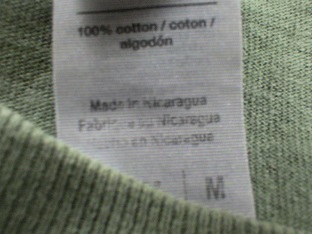 100% cotton / coton /
algodón
Made in Nicaragua
Fabriqué au Nicaragua
Hecho en Nicaragua
M